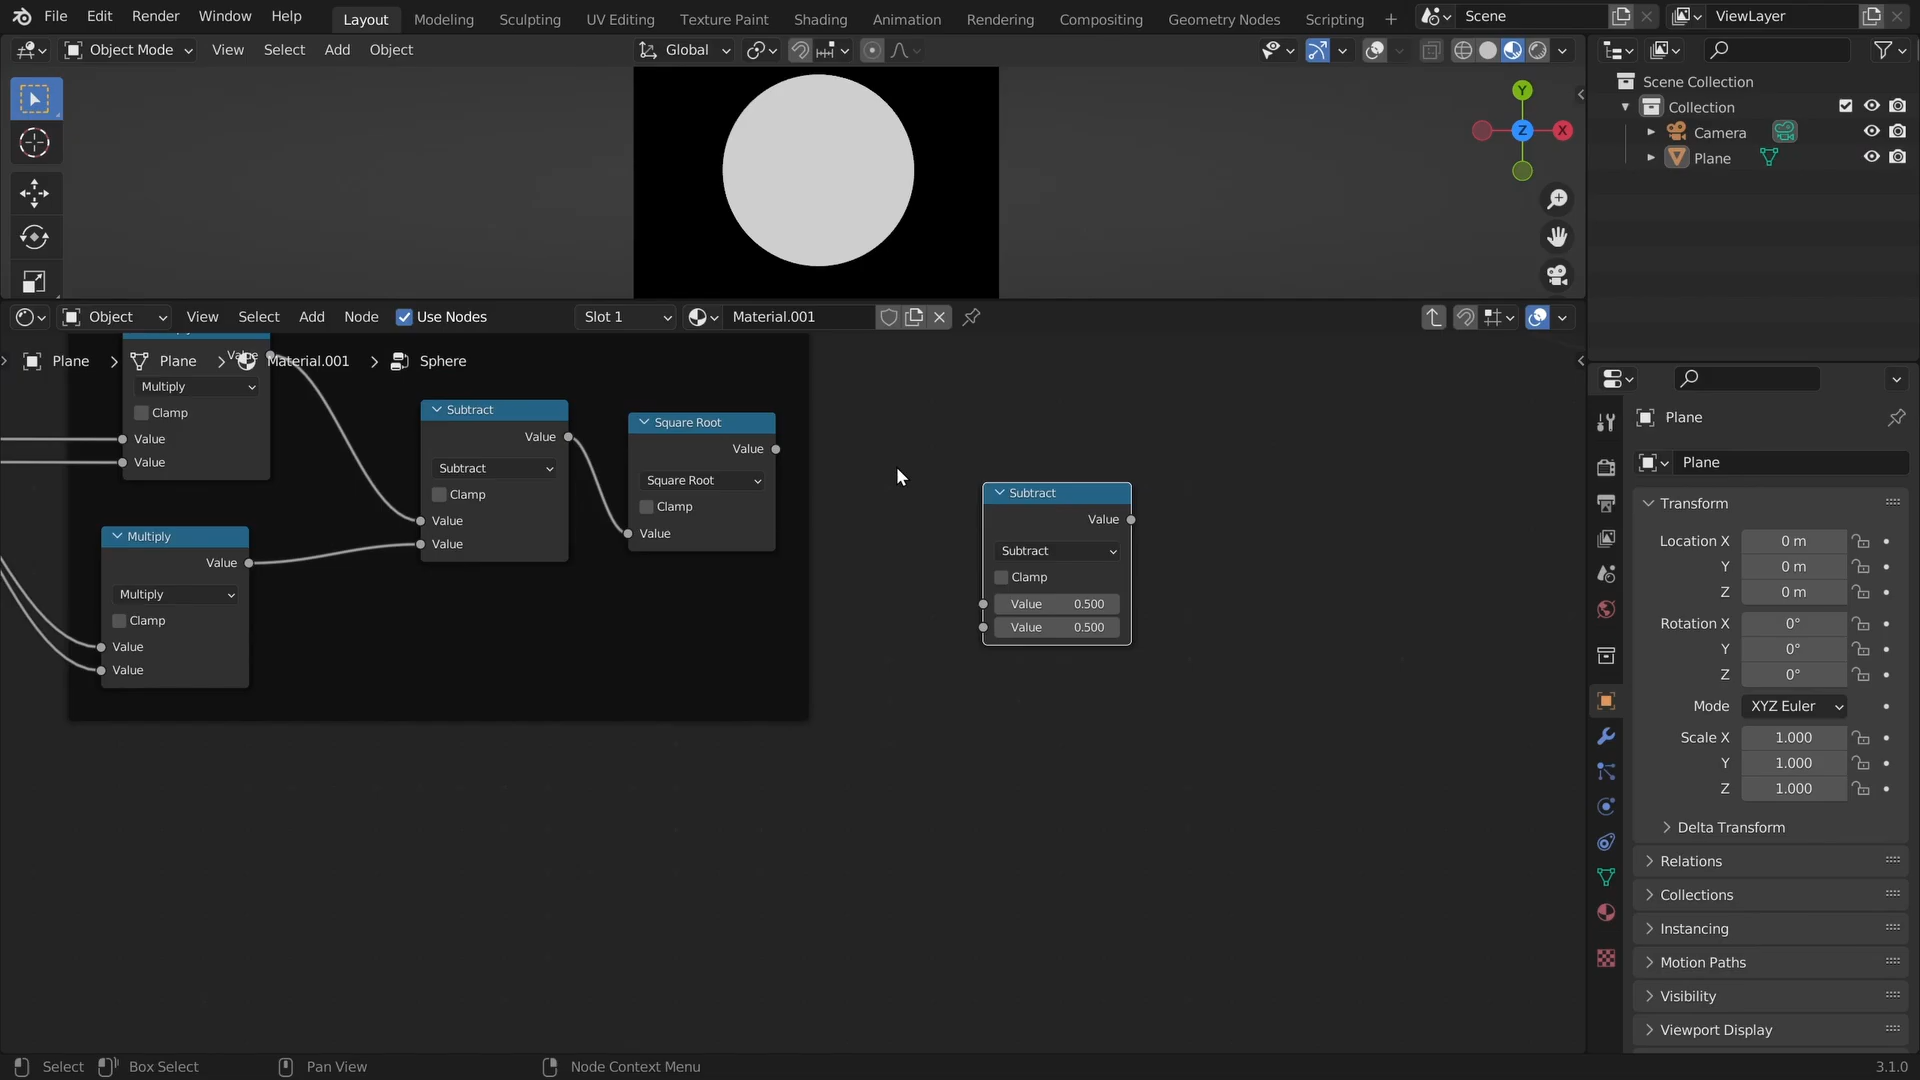 File Edit Render Window Help Layout Modeling Sculpting UV Editing Texture Paint Shading Animation Rendering Compositing Geometry Nodes Scripting + Scene ViewLayer
Object Mode View Select Add Object Global
Y
Z X
Scene Collection
Collection
Camera
Plane
Object View Select Add Node Use Nodes Slot 1 Material.001
Plane Plane Material.001 Sphere
Value
Multiply
Clamp
Value
Value
Subtract
Value
Subtract
Clamp
Value
Value
Square Root
Value
Square Root
Clamp
Value
Multiply
Value
Multiply
Clamp
Value
Value
Subtract
Value
Subtract
Clamp
Value 0.500
Value 0.500
Plane
Plane
Transform
Location X 0 m
Y 0 m
Z 0 m
Rotation X 0°
Y 0°
Z 0°
Mode XYZ Euler
Scale X 1.000
Y 1.000
Z 1.000
Delta Transform
Relations
Collections
Instancing
Motion Paths
Visibility
Viewport Display
Select Box Select Pan View Node Context Menu 3.1.0